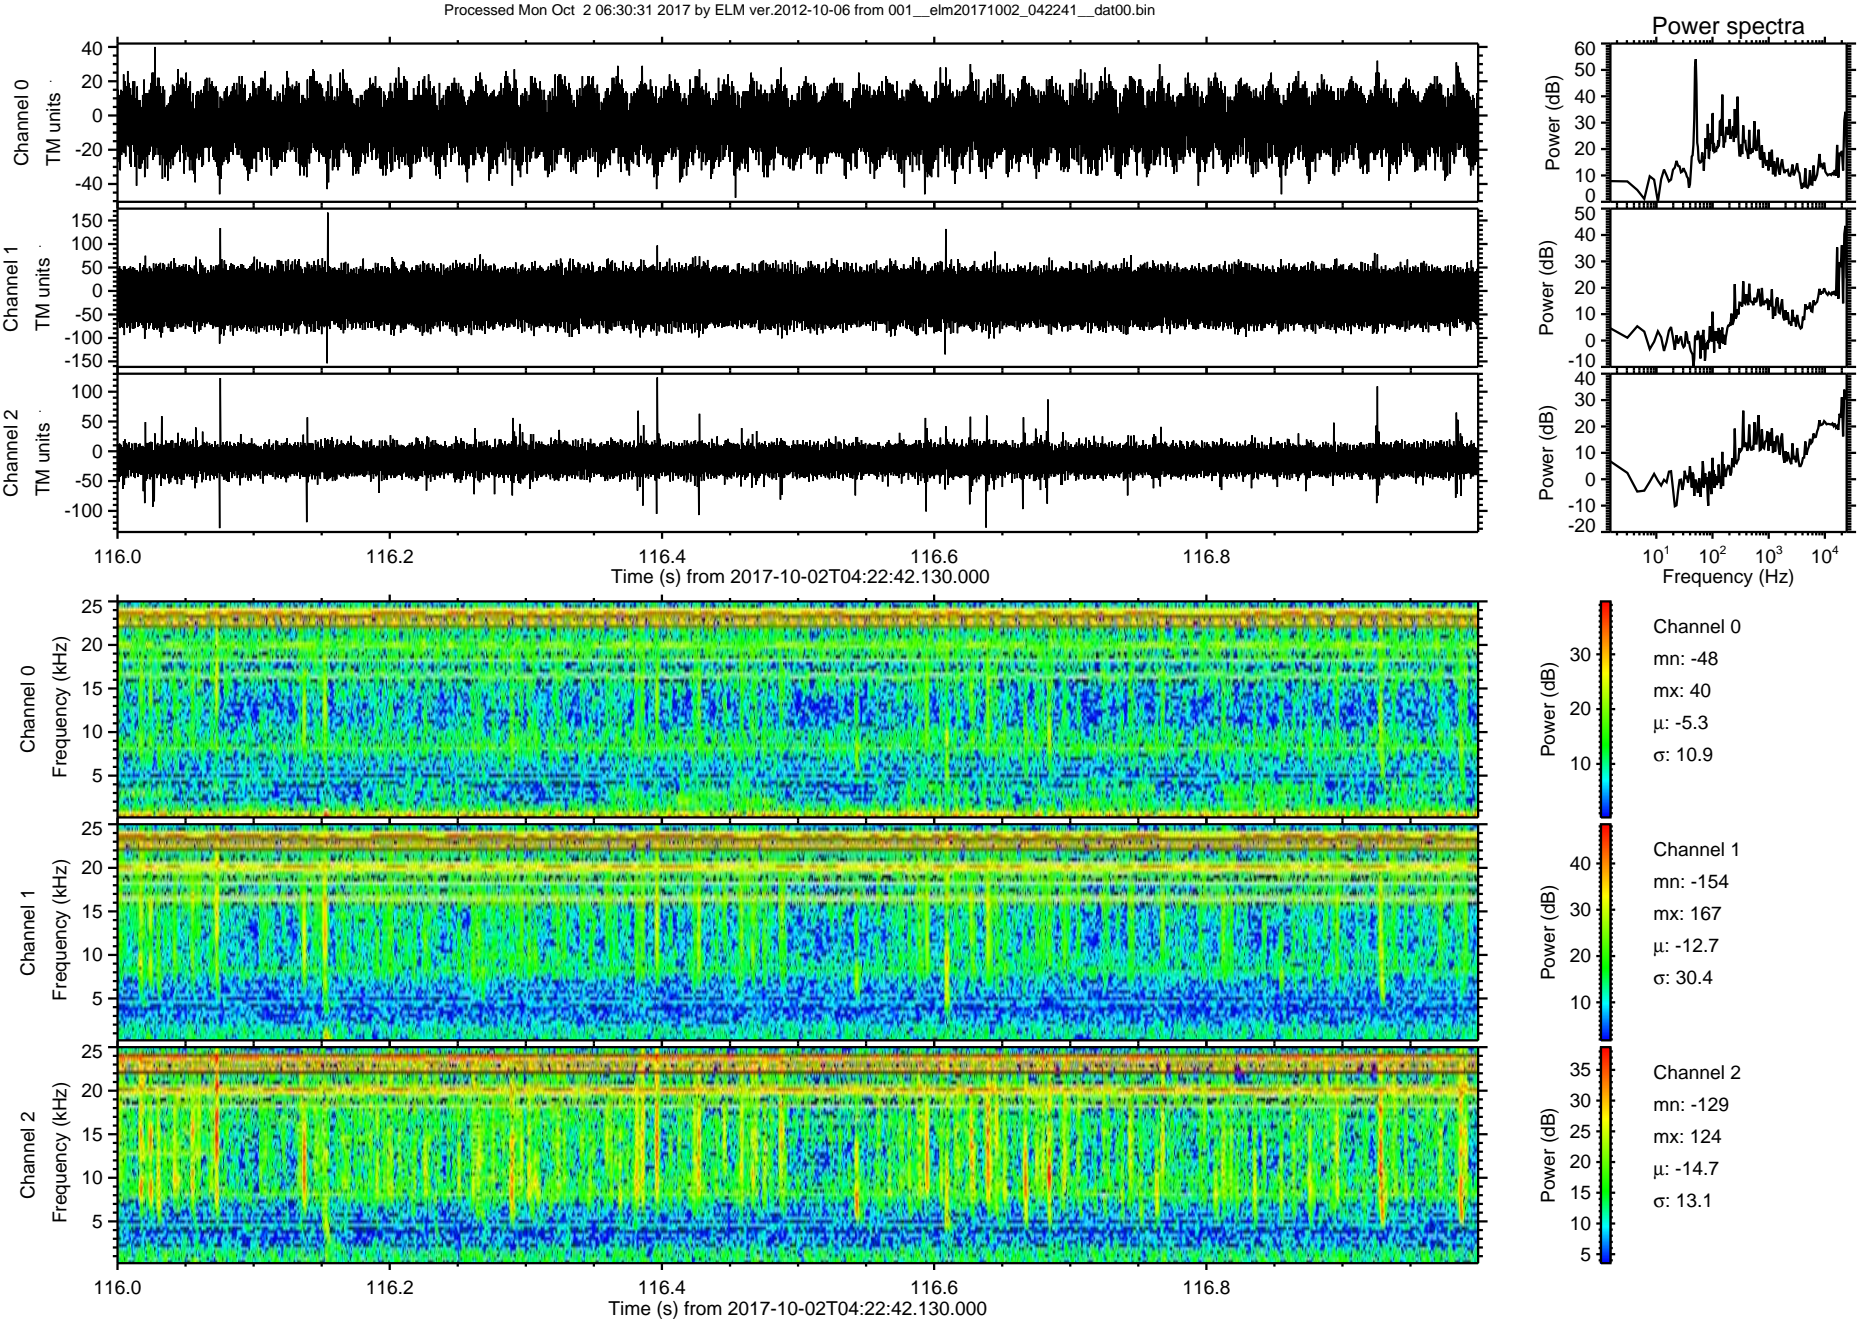 Processed Mon Oct  2 06:30:31 2017 by ELM ver.2012-10-06 from 001__elm20171002_042241__dat00.bin
Power spectra
Channel 0
TM units
40
20
0
-20
-40
Power (dB)
60
50
40
30
20
10
0
Channel 1
TM units
150
100
50
0
-50
-100
-150
Power (dB)
50
40
30
20
10
0
-10
Channel 2
TM units
100
50
0
-50
-100
Power (dB)
40
30
20
10
0
-10
-20
116.0 116.2 116.4 116.6 116.8
Time (s) from 2017-10-02T04:22:42.130.000
10¹ 10² 10³ 10⁴
Frequency (Hz)
Channel 0
Frequency (kHz)
25
20
15
10
5
Power (dB)
30
20
10
Channel 0
mn: -48
mx: 40
μ: -5.3
σ: 10.9
Channel 1
Frequency (kHz)
25
20
15
10
5
Power (dB)
40
30
20
10
Channel 1
mn: -154
mx: 167
μ: -12.7
σ: 30.4
Channel 2
Frequency (kHz)
25
20
15
10
5
Power (dB)
35
30
25
20
15
10
5
Channel 2
mn: -129
mx: 124
μ: -14.7
σ: 13.1
116.0 116.2 116.4 116.6 116.8
Time (s) from 2017-10-02T04:22:42.130.000